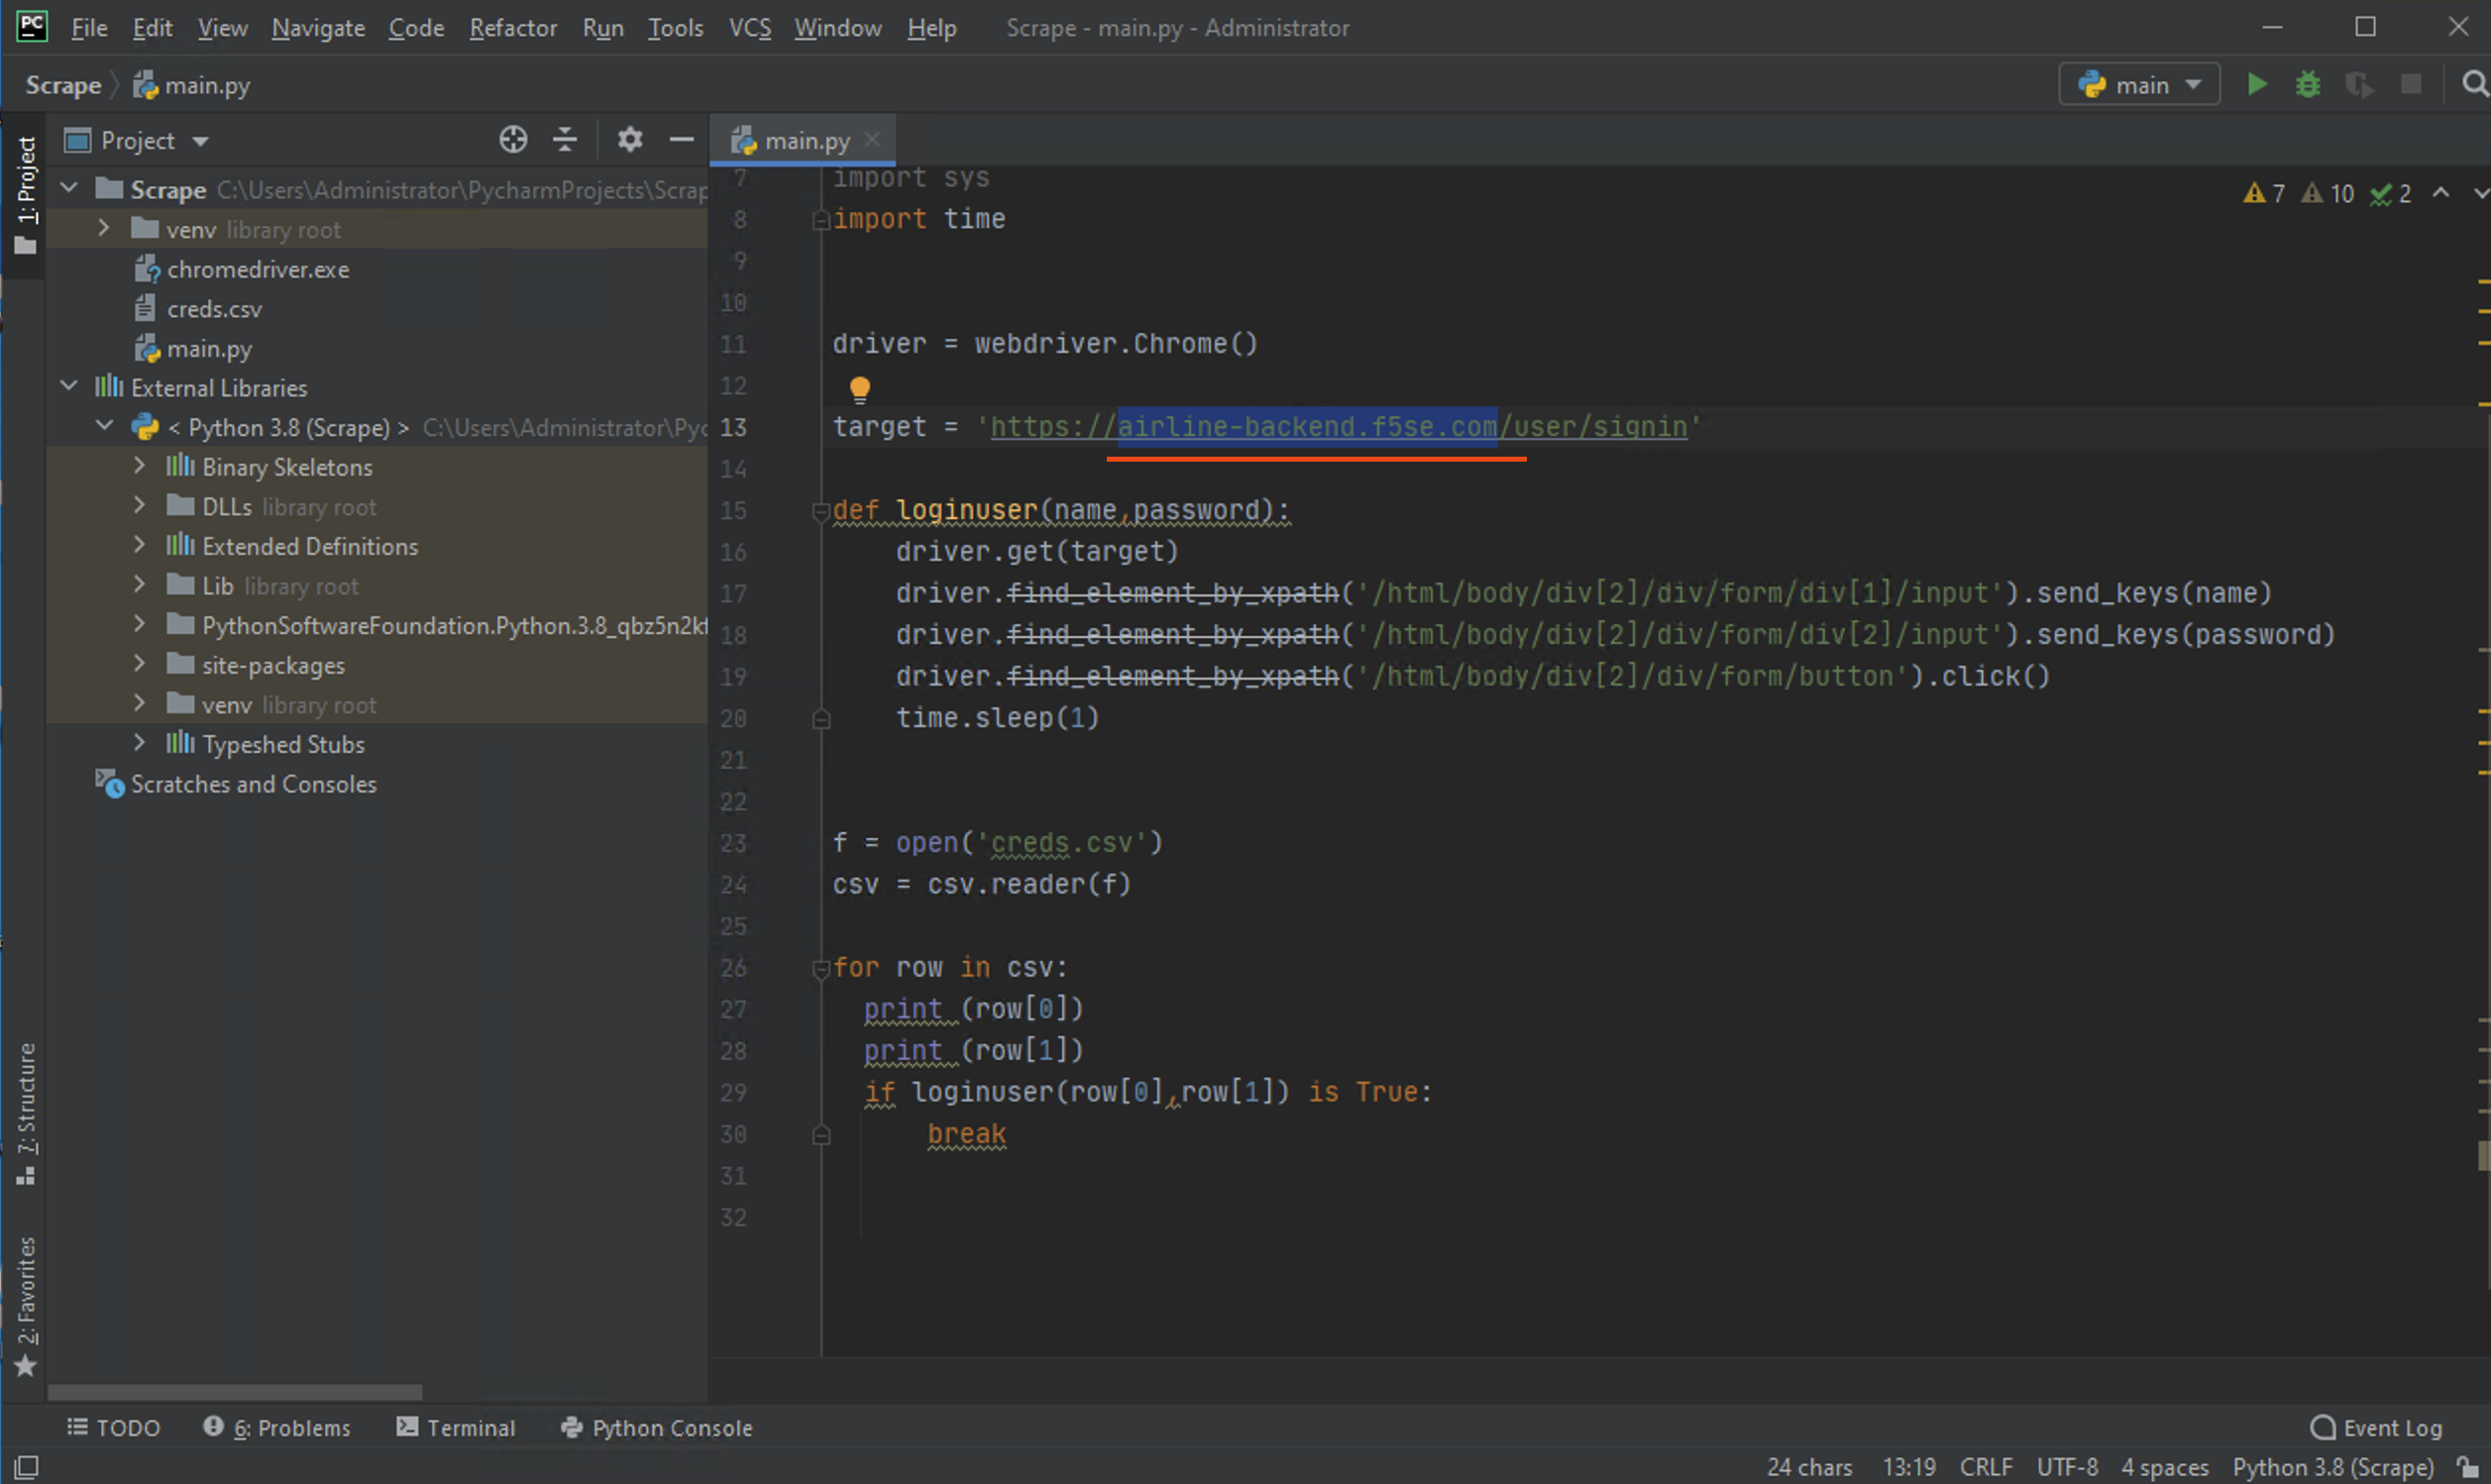 PC File Edit View Navigate Code Refactor Run Tools VCS Window Help Scrape - main.py - Administrator
Scrape main.py main
1: Project
Project
Scrape C:\Users\Administrator\PycharmProjects\Scrap
venv library root
chromedriver.exe
creds.csv
main.py
External Libraries
< Python 3.8 (Scrape) > C:\Users\Administrator\Pyc
Binary Skeletons
DLLs library root
Extended Definitions
Lib library root
PythonSoftwareFoundation.Python.3.8_qbz5n2kf
site-packages
venv library root
Typeshed Stubs
Scratches and Consoles
7: Structure
2: Favorites
main.py
7 10 2
7 import sys
8 import time
9
10
11 driver = webdriver.Chrome()
12
13 target = 'https://airline-backend.f5se.com/user/signin'
14
15 def loginuser(name,password):
16 driver.get(target)
17 driver.find_element_by_xpath('/html/body/div[2]/div/form/div[1]/input').send_keys(name)
18 driver.find_element_by_xpath('/html/body/div[2]/div/form/div[2]/input').send_keys(password)
19 driver.find_element_by_xpath('/html/body/div[2]/div/form/button').click()
20 time.sleep(1)
21
22
23 f = open('creds.csv')
24 csv = csv.reader(f)
25
26 for row in csv:
27 print (row[0])
28 print (row[1])
29 if loginuser(row[0],row[1]) is True:
30 break
31
32
TODO 6: Problems Terminal Python Console Event Log
24 chars 13:19 CRLF UTF-8 4 spaces Python 3.8 (Scrape)